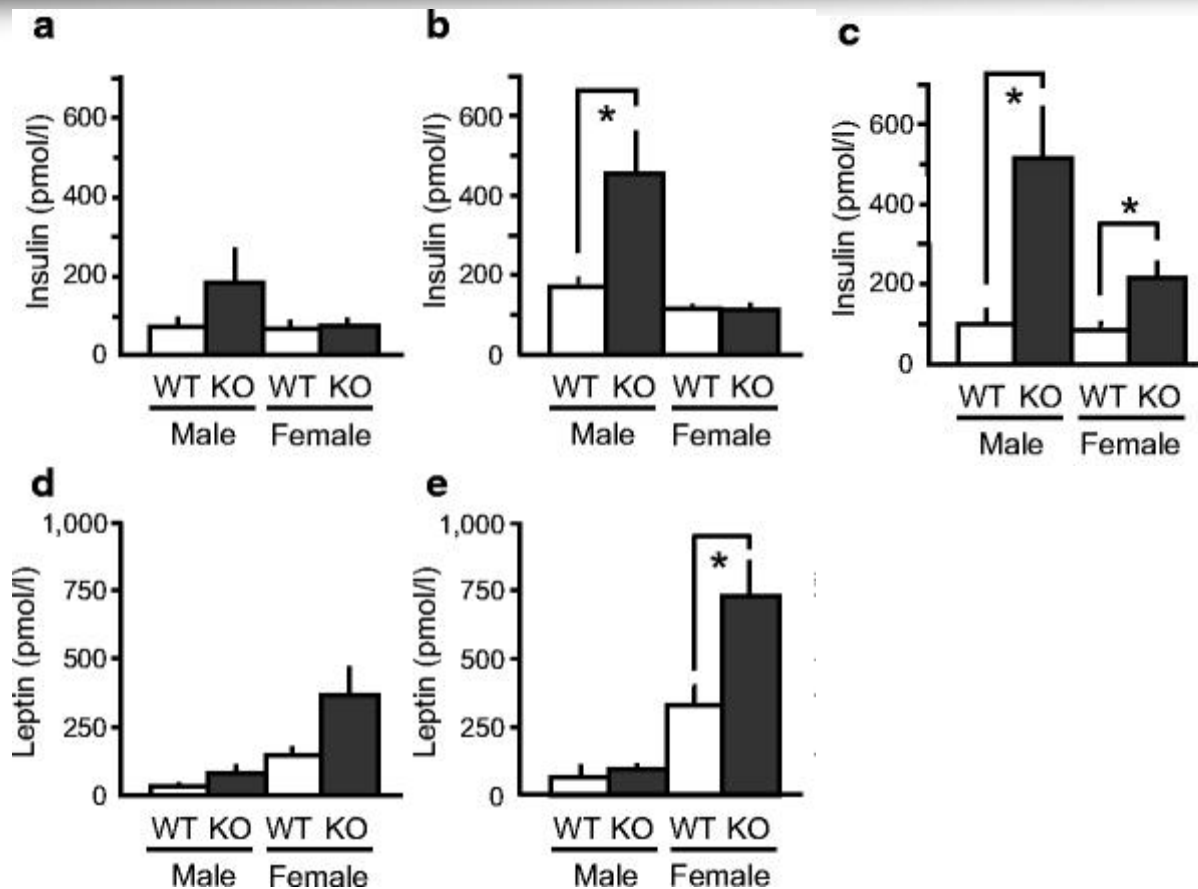 a
Insulin (pmol/l)
600
400
200
0
WT KO WT KO
Male Female
b
Insulin (pmol/l)
600
400
200
0
*
WT KO WT KO
Male Female
c
Insulin (pmol/l)
600
400
200
0
*
*
WT KO WT KO
Male Female
d
Leptin (pmol/l)
1,000
750
500
250
0
WT KO WT KO
Male Female
e
Leptin (pmol/l)
1,000
750
500
250
0
*
WT KO WT KO
Male Female